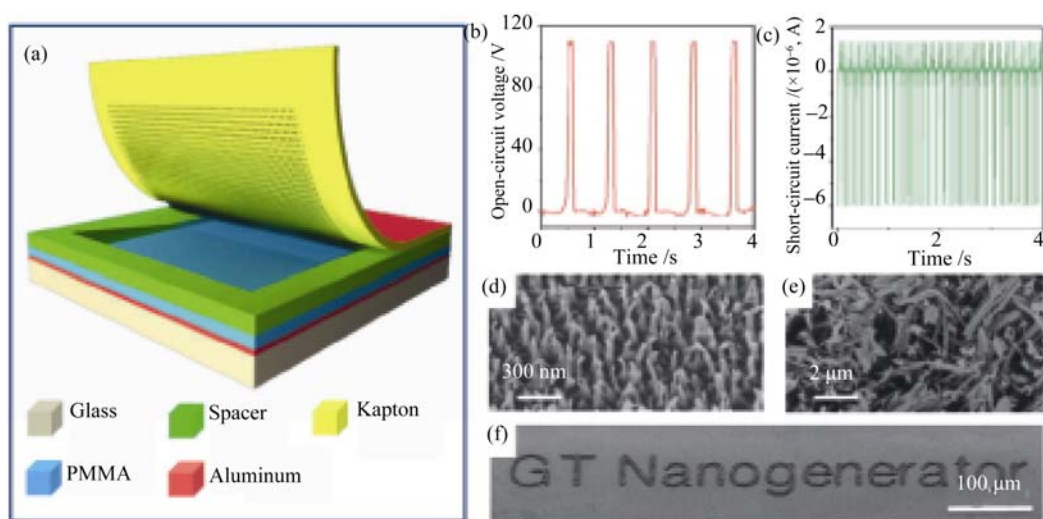 (a)
Glass
Spacer
Kapton
PMMA
Aluminum
(b)
Open-circuit voltage /V
120
80
40
0
0 1 2 3 4
Time /s
(c)
Short-circuit current /(×10⁻⁶, A)
2
0
−2
−4
−6
0 2 4
Time /s
(d)
300 nm
(e)
2 μm
(f)
GT Nanogenerator
100 μm